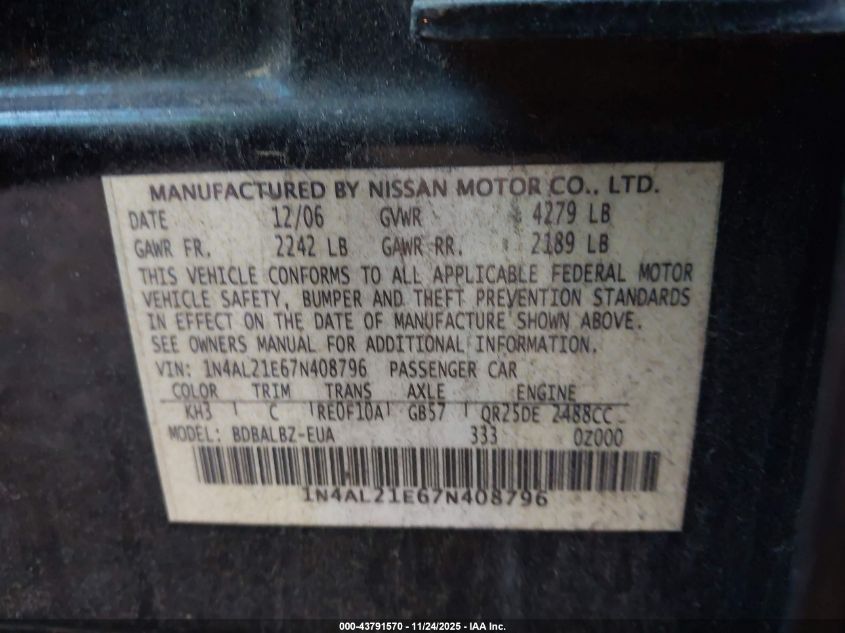 MANUFACTURED BY NISSAN MOTOR CO., LTD.
DATE 12/06 GVWR 4279 LB
GAWR FR. 2242 LB GAWR RR. 2189 LB
THIS VEHICLE CONFORMS TO ALL APPLICABLE FEDERAL MOTOR
VEHICLE SAFETY, BUMPER AND THEFT PREVENTION STANDARDS
IN EFFECT ON THE DATE OF MANUFACTURE SHOWN ABOVE.
SEE OWNERS MANUAL FOR ADDITIONAL INFORMATION.
VIN: 1N4AL21E67N408796 PASSENGER CAR
COLOR TRIM TRANS AXLE ENGINE
KH3 C RE0F10A GB57 QR25DE 2488CC
MODEL: BDBALBZ-EUA 333 0Z000
1N4AL21E67N408796
000-43791570 - 11/24/2025 - IAA Inc.